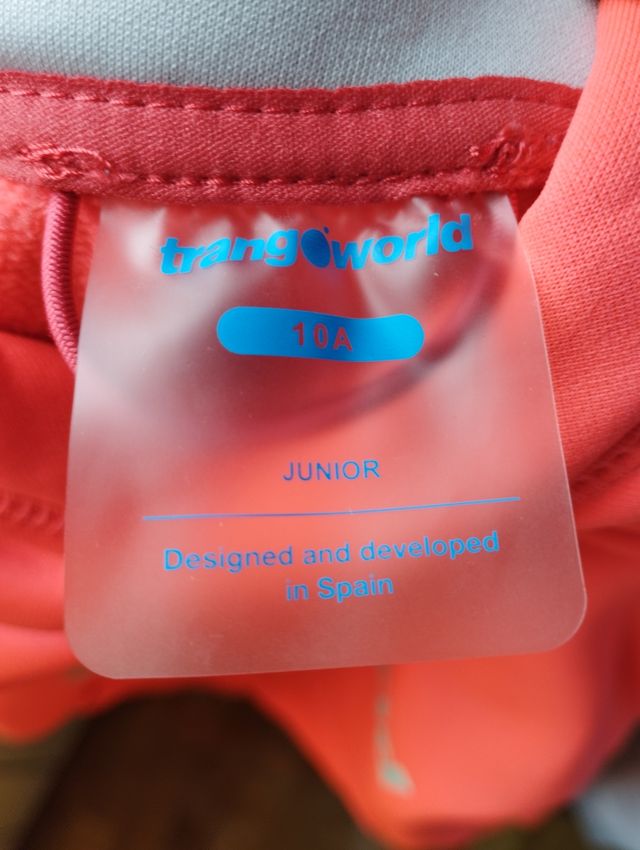 trangoworld
10A
JUNIOR
Designed and developed
in Spain